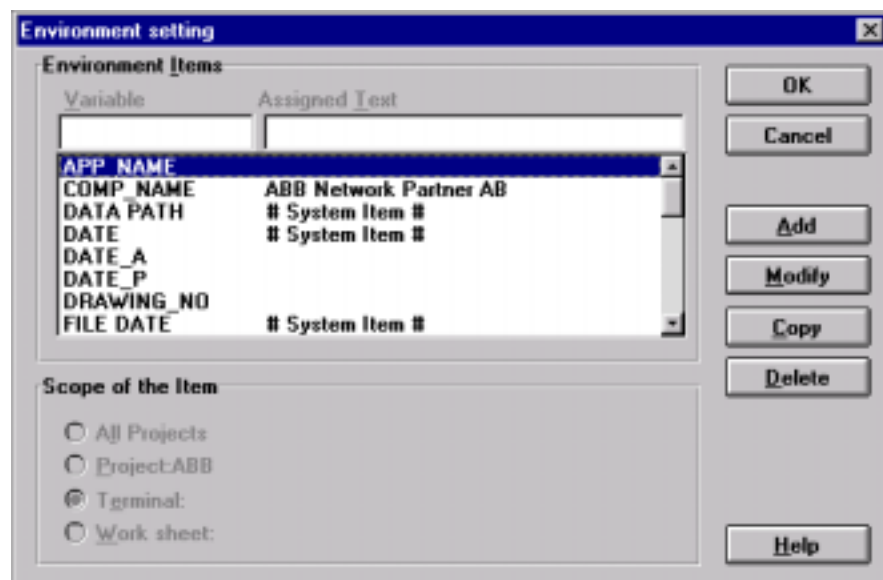 Environment setting
Environment Items
Variable Assigned Text
APP_NAME
COMP_NAME ABB Network Partner AB
DATA PATH # System Item #
DATE # System Item #
DATE_A
DATE_P
DRAWING_NO
FILE DATE # System Item #
Scope of the Item
All Projects
Project:ABB
Terminal:
Work sheet:
OK
Cancel
Add
Modify
Copy
Delete
Help